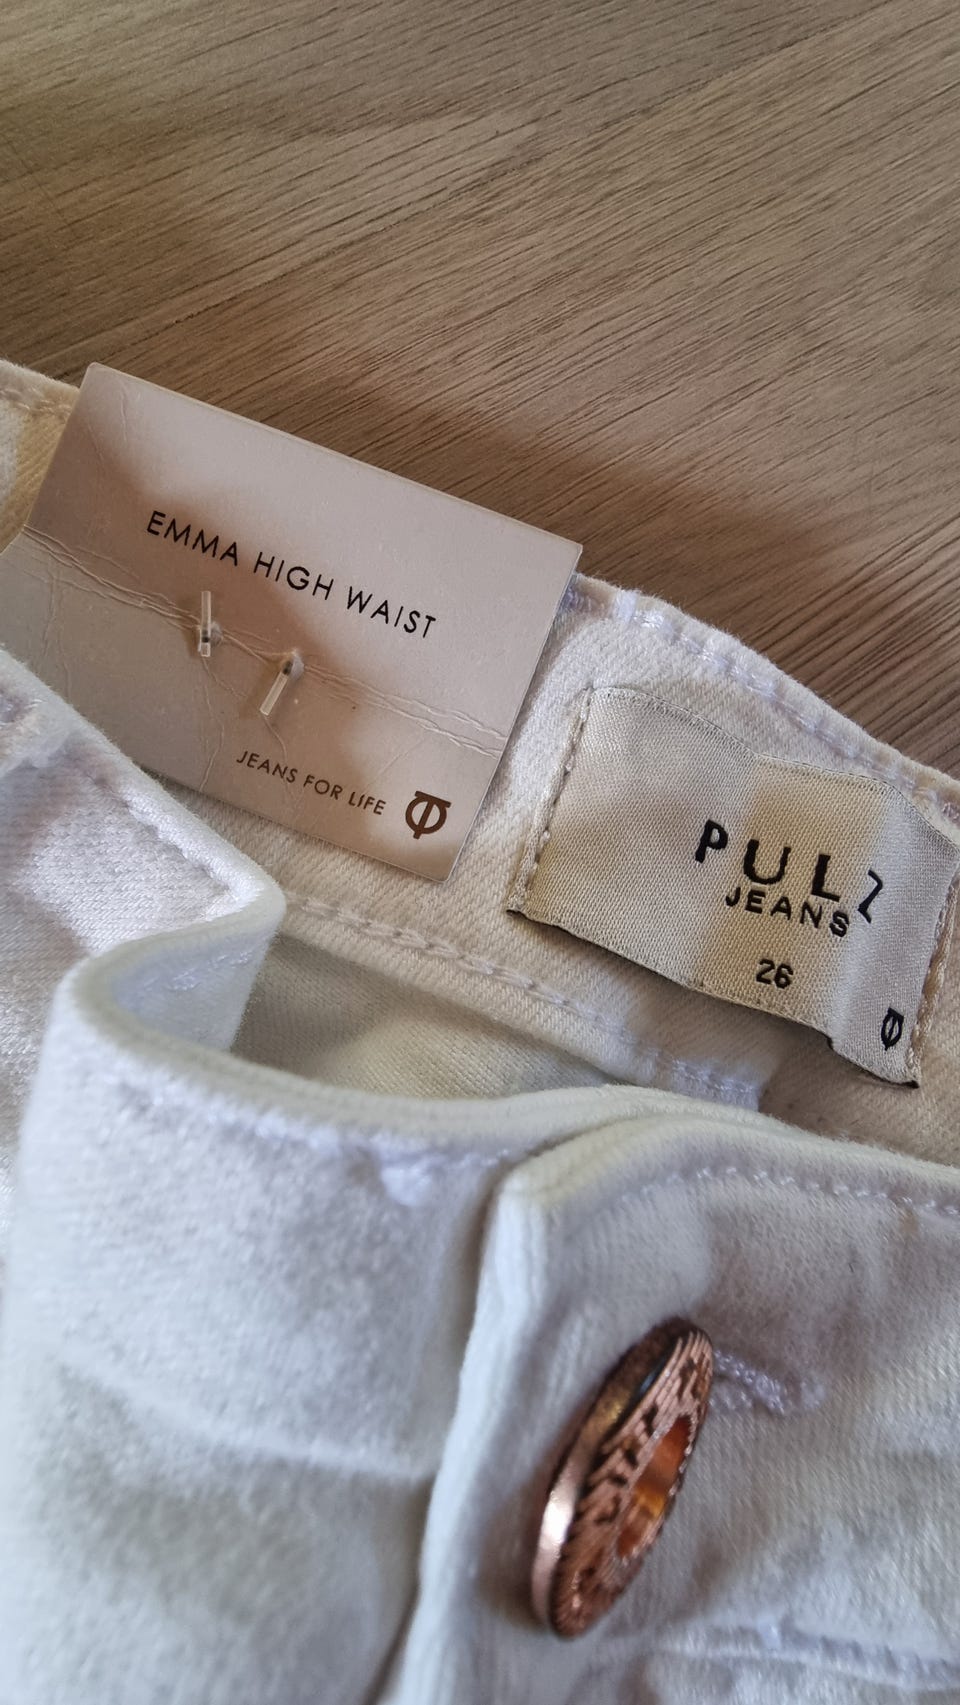 EMMA HIGH WAIST
JEANS FOR LIFE
PULZ
JEANS
26